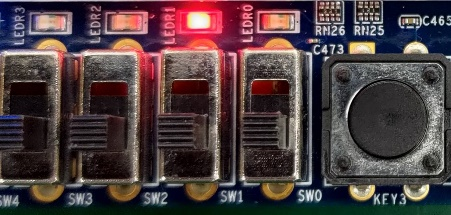 LEDR3
LEDR2
LEDR1
LEDR0
RN26
RN25
C465
C473
SW4
SW3
SW2
SW1
SW0
KEY3